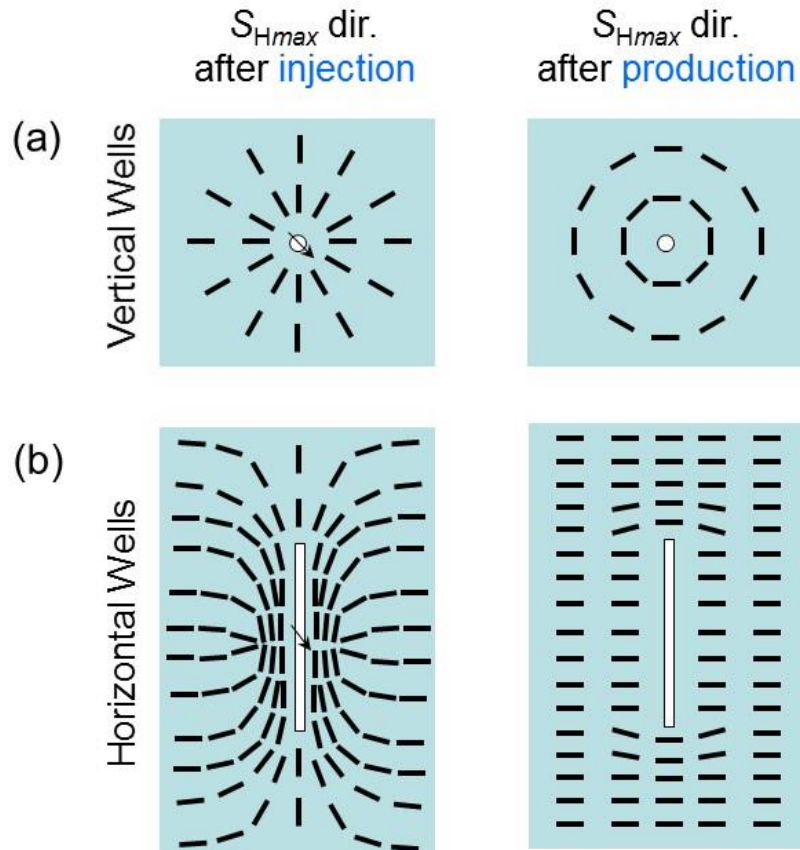 SHmax dir.
after injection
SHmax dir.
after production
(a)
Vertical Wells
(b)
Horizontal Wells